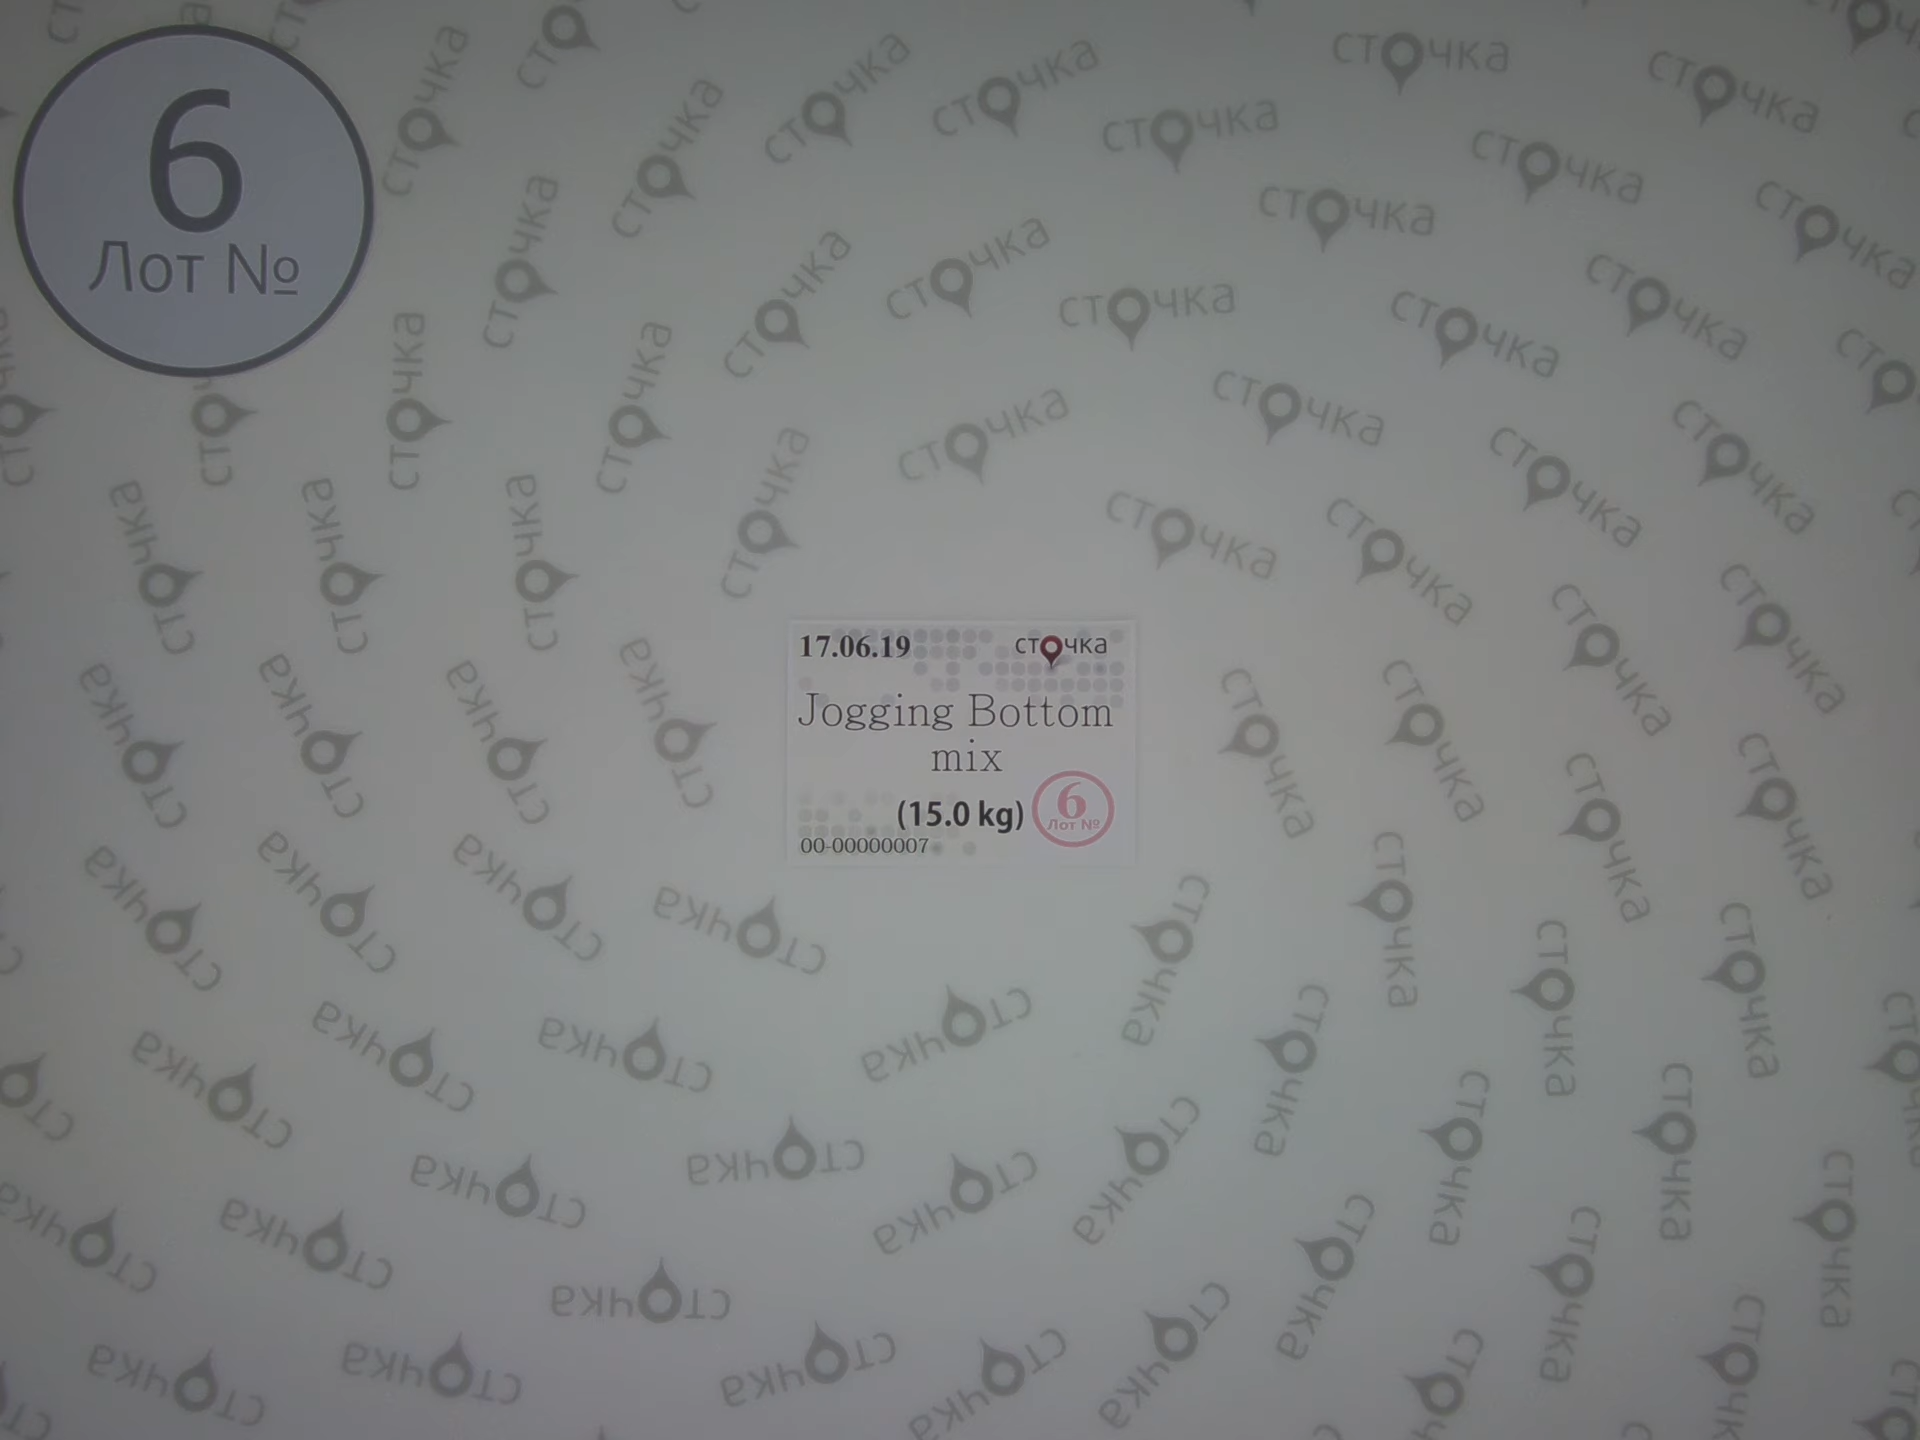 6
Лот №
17.06.19
сточка
Jogging Bottom
mix
(15.0 kg)
6
Лот №
00-00000007